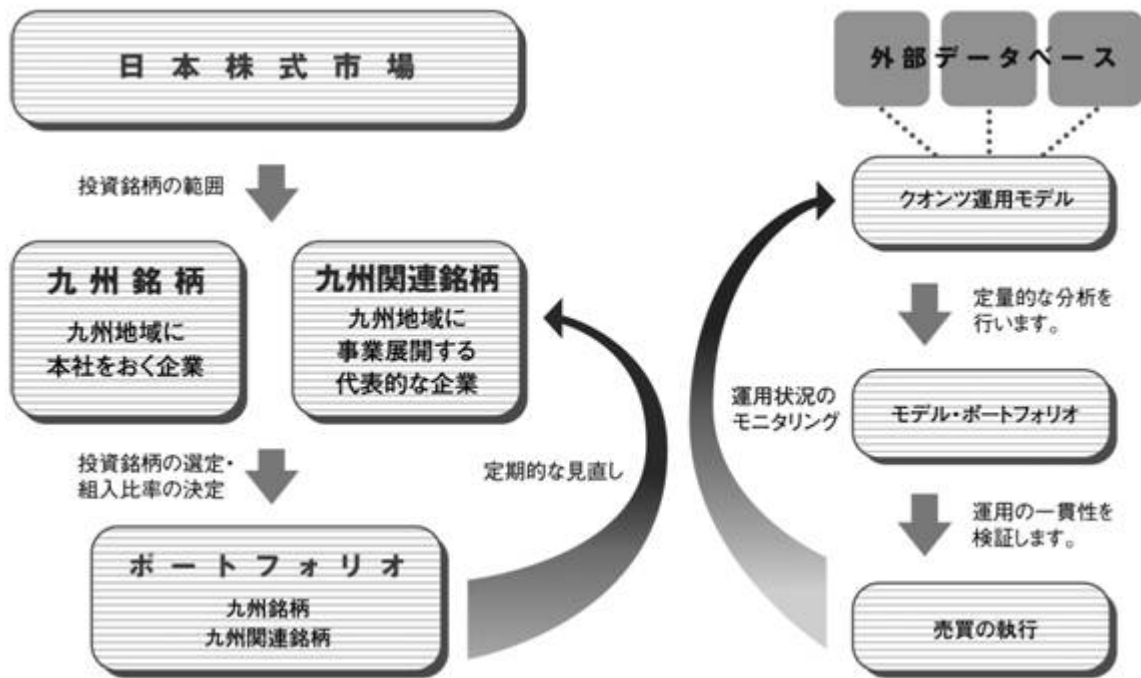 日本株式市場
投資銘柄の範囲
九州銘柄
九州地域に
本社をおく企業
九州関連銘柄
九州地域に
事業展開する
代表的な企業
投資銘柄の選定・
組入比率の決定
定期的な見直し
ポートフォリオ
九州銘柄
九州関連銘柄
外部データベース
クオンツ運用モデル
定量的な分析を
行います。
運用状況の
モニタリング
モデル・ポートフォリオ
運用の一貫性を
検証します。
売買の執行